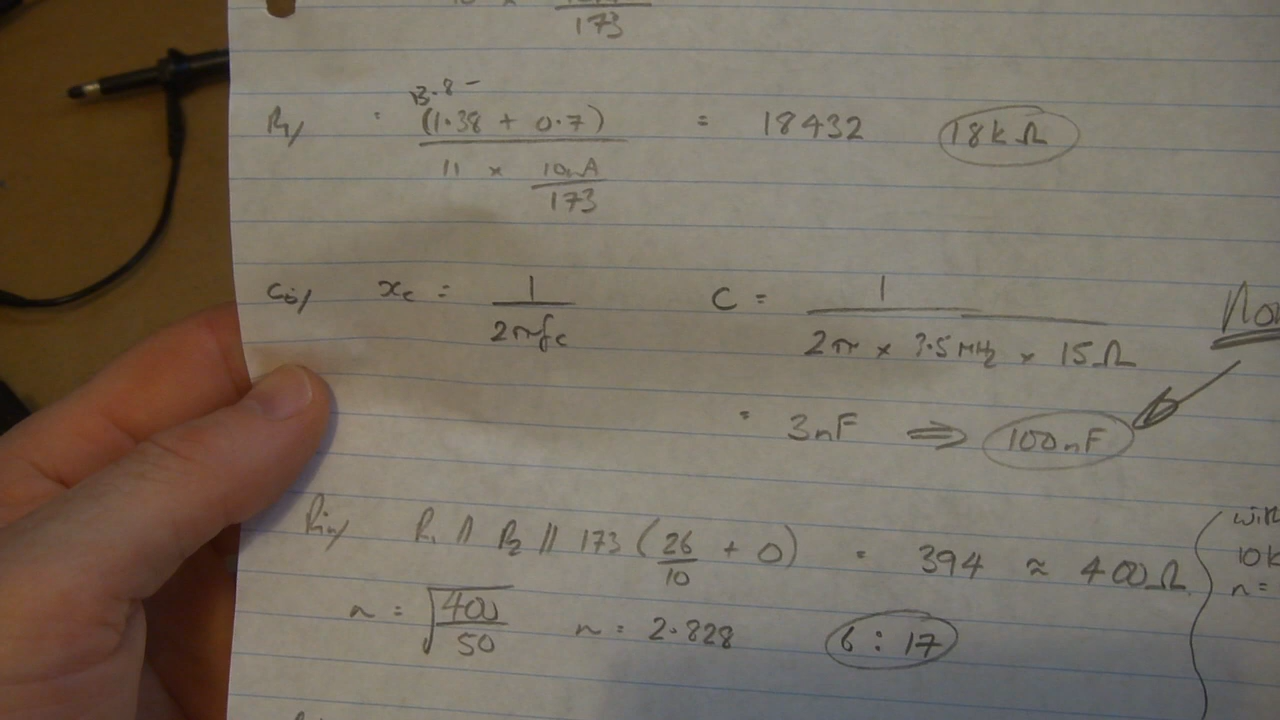 173
13.8 -
R1/ = (1.38 + 0.7) = 18432 18kΩ
11 × 10mA
173
Xc = 1 C = 1
2πfc 2π × 3.5MHz × 15Ω
= 3nF ⇒ 100nF
Rin/ R1 // R2 // 173 (26 + 0) = 394 ≈ 400Ω
10
with
10k
n =
n = √400 n = 2.828 6 : 17
50